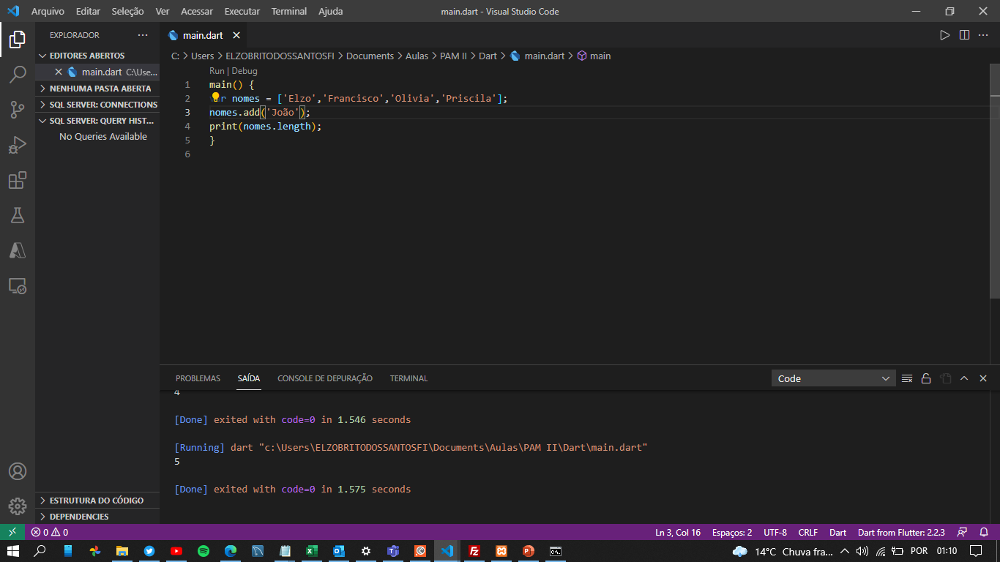 Arquivo Editar Seleção Ver Acessar Executar Terminal Ajuda main.dart - Visual Studio Code
EXPLORADOR ···
EDITORES ABERTOS
main.dart C:\Use...
NENHUMA PASTA ABERTA
SQL SERVER: CONNECTIONS
SQL SERVER: QUERY HIST...
No Queries Available
ESTRUTURA DO CÓDIGO
DEPENDENCIES
main.dart
C: > Users > ELZOBRITODOSSANTOSFI > Documents > Aulas > PAM II > Dart > main.dart > main
Run | Debug
1 main() {
2 r nomes = ['Elzo','Francisco','Olivia','Priscila'];
3 nomes.add('João');
4 print(nomes.length);
5 }
6
PROBLEMAS SAÍDA CONSOLE DE DEPURAÇÃO TERMINAL Code
4
[Done] exited with code=0 in 1.546 seconds
[Running] dart "c:\Users\ELZOBRITODOSSANTOSFI\Documents\Aulas\PAM II\Dart\main.dart"
5
[Done] exited with code=0 in 1.575 seconds
0 0 Ln 3, Col 16 Espaços: 2 UTF-8 CRLF Dart Dart from Flutter: 2.2.3
14°C Chuva fra... POR 01:10